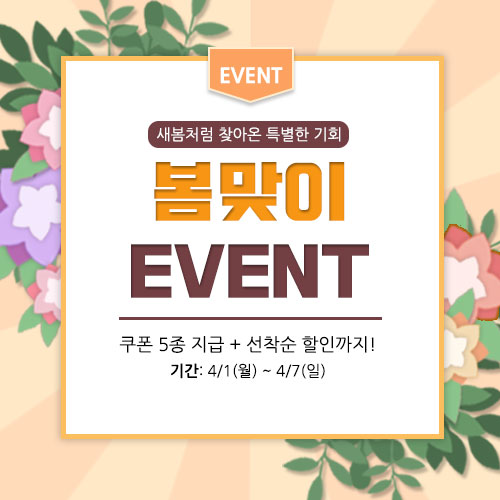 EVENT
새봄처럼 찾아온 특별한 기회
봄맞이
EVENT
쿠폰 5종 지급 + 선착순 할인까지!
기간: 4/1(월) ~ 4/7(일)